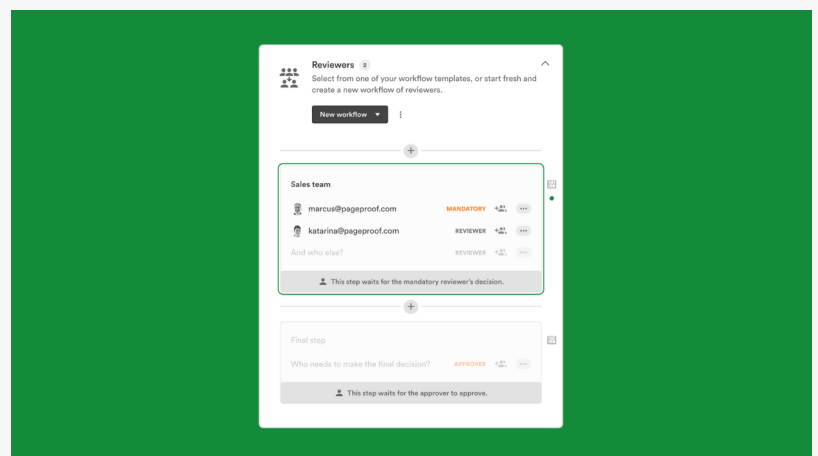 Reviewers 2
Select from one of your workflow templates, or start fresh and
create a new workflow of reviewers.
New workflow
Sales team
marcus@pageproof.com MANDATORY
katarina@pageproof.com REVIEWER
And who else? REVIEWER
This step waits for the mandatory reviewer's decision.
Final step
Who needs to make the final decision? APPROVER
This step waits for the approver to approve.